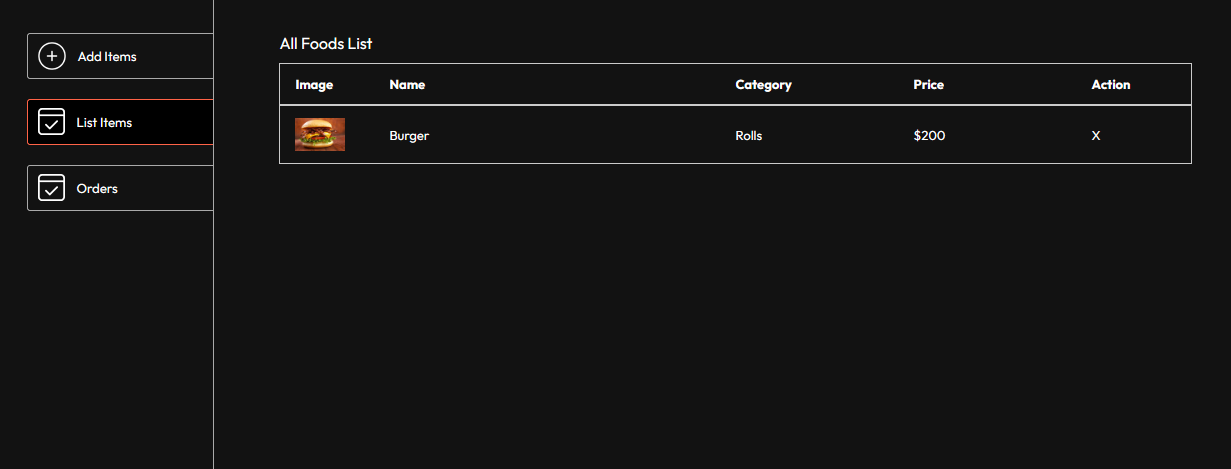 Add Items
List Items
Orders
All Foods List
Image Name Category Price Action
Burger Rolls $200 X